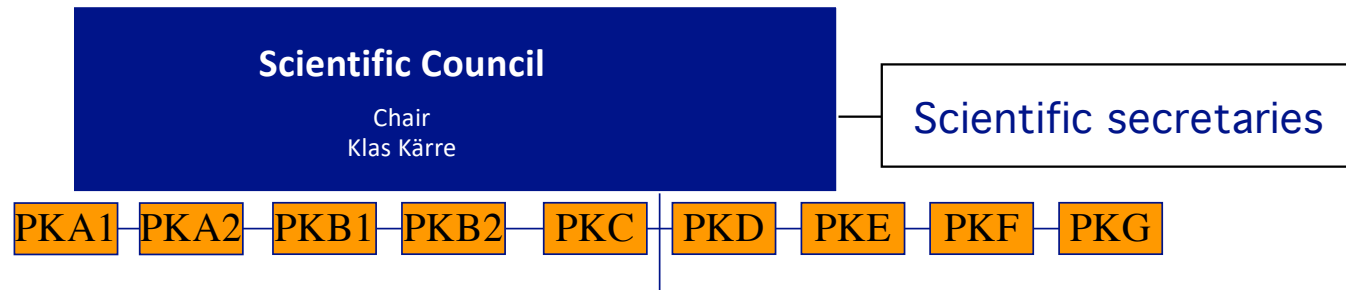 Scientific Council
Chair
Klas Kärre
Scientific secretaries
PKA1 PKA2 PKB1 PKB2 PKC PKD PKE PKF PKG